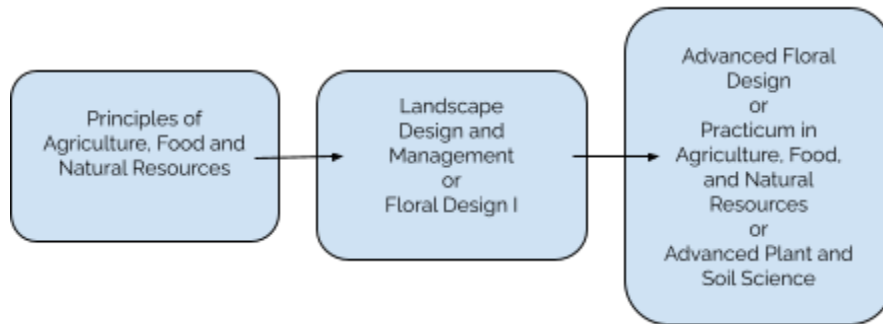 Principles of
Agriculture, Food and
Natural Resources
Landscape
Design and
Management
or
Floral Design I
Advanced Floral
Design
or
Practicum in
Agriculture, Food,
and Natural
Resources
or
Advanced Plant and
Soil Science